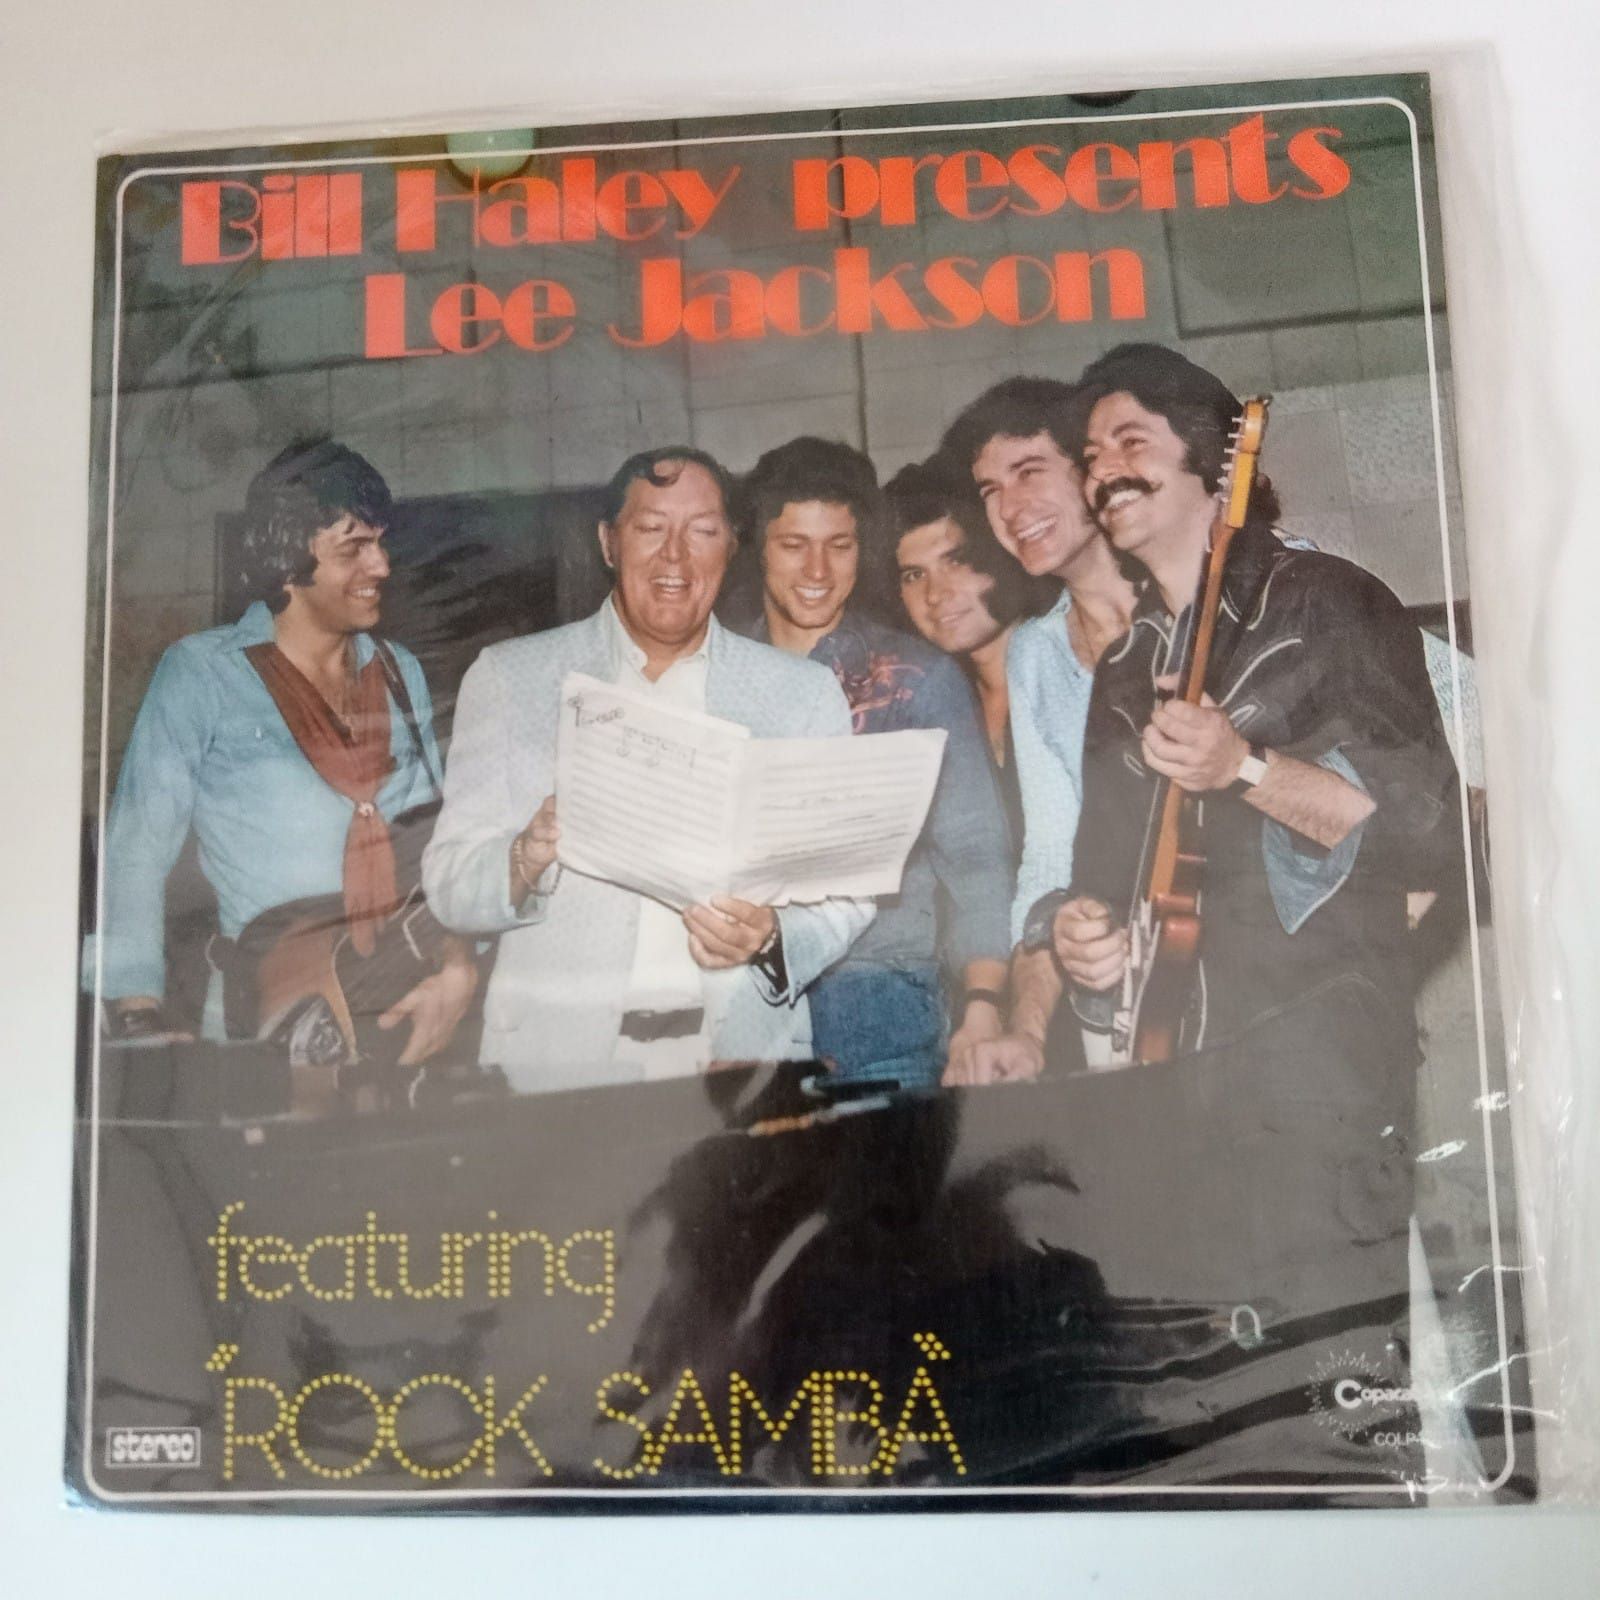 Bill Haley presents
Lee Jackson
featuring
"ROCK SAMBA"
stereo